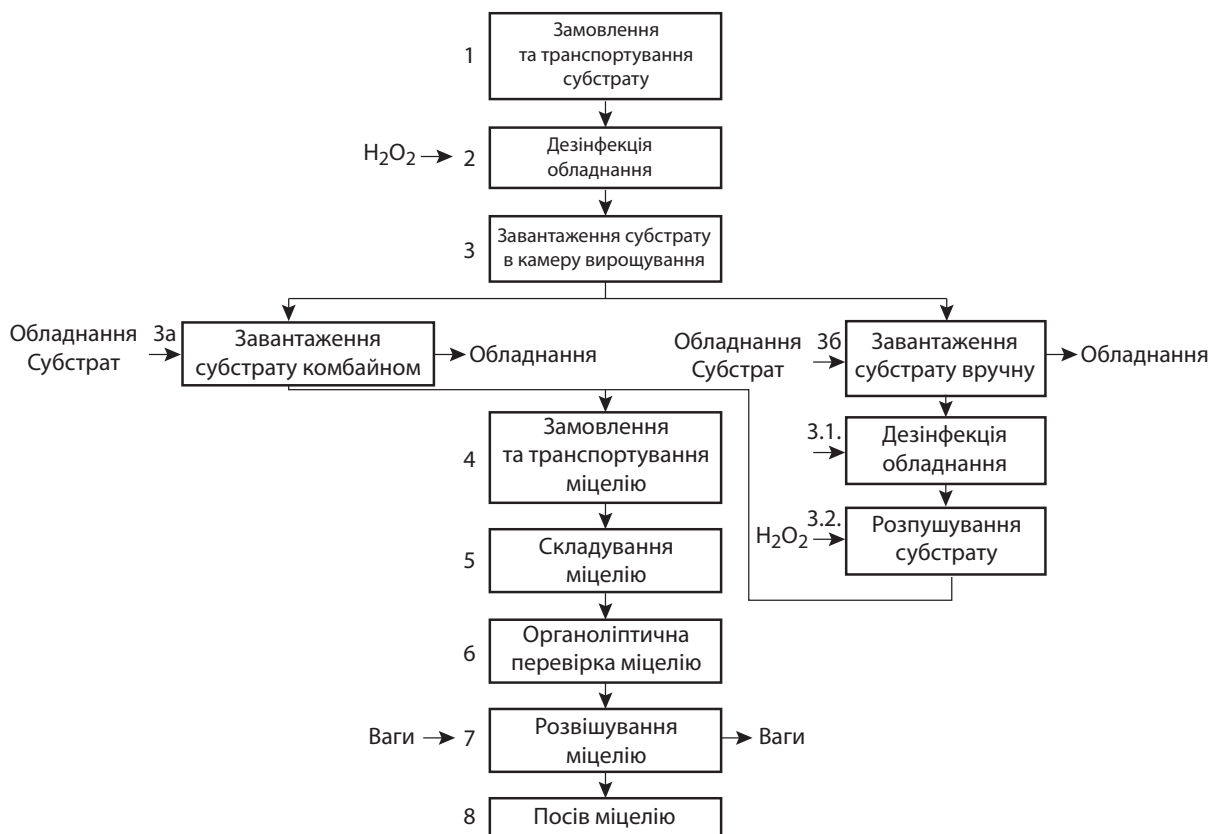 1
Замовлення
та транспортування
субстрату
H2O2
2
Дезінфекція
обладнання
3
Завантаження субстрату
в камеру вирощування
Обладнання
Субстрат
3а
Завантаження
субстрату комбайном
Обладнання
Обладнання
Субстрат
3б
Завантаження
субстрату вручну
Обладнання
4
Замовлення
та транспортування
міцелію
3.1.
Дезінфекція
обладнання
H2O2
3.2.
Розпушування
субстрату
5
Складування
міцелію
6
Органоліптична
перевірка міцелію
Ваги
7
Розвішування
міцелію
Ваги
8
Посів міцелію